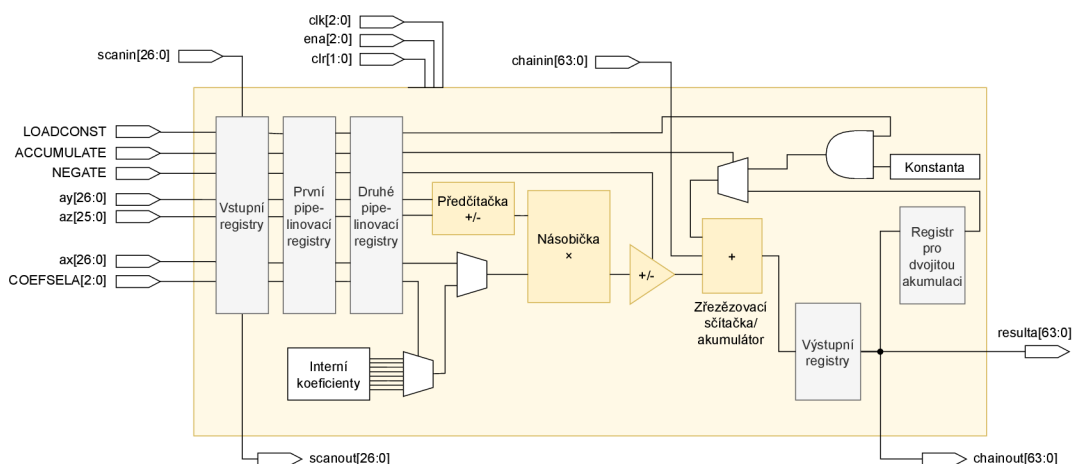 clk[2:0]
ena[2:0]
clr[1:0]
scanin[26:0]
chainin[63:0]
LOADCONST
ACCUMULATE
NEGATE
ay[26:0]
az[25:0]
ax[26:0]
COEFSELA[2:0]
Vstupní
registry
První
pipe-
linovací
registry
Druhé
pipe-
linovací
registry
Předčítačka
+/-
Násobička
×
+/-
+
Zřezězovací
sčítačka/
akumulátor
Konstanta
Registr
pro
dvojitou
akumulaci
Interní
koeficienty
Výstupní
registry
resulta[63:0]
scanout[26:0]
chainout[63:0]